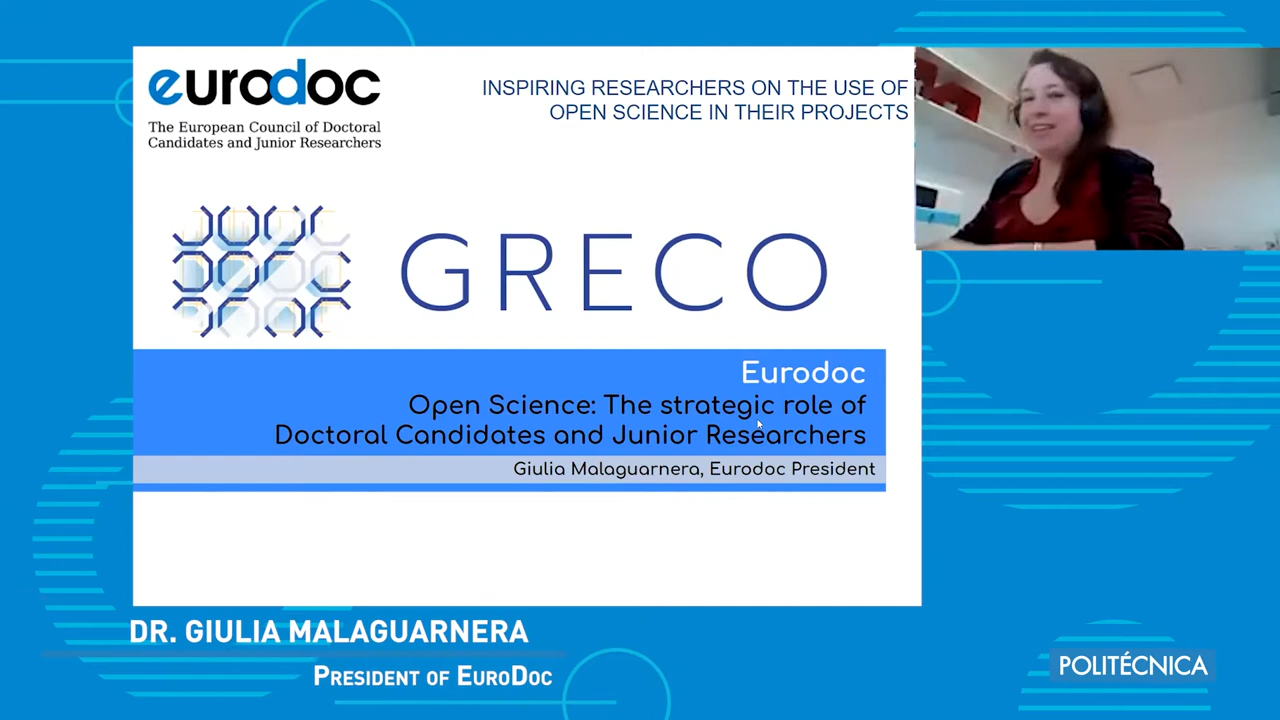 eurodoc
The European Council of Doctoral
Candidates and Junior Researchers
INSPIRING RESEARCHERS ON THE USE OF
OPEN SCIENCE IN THEIR PROJECTS
GRECO
Eurodoc
Open Science: The strategic role of
Doctoral Candidates and Junior Researchers
Giulia Malaguarnera, Eurodoc President
DR. GIULIA MALAGUARNERA
PRESIDENT OF EURODOC
POLITÉCNICA